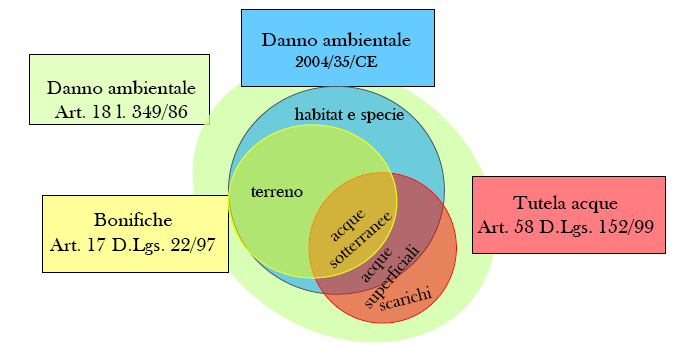 Danno ambientale
2004/35/CE
Danno ambientale
Art. 18 l. 349/86
habitat e specie
terreno
Bonifiche
Art. 17 D.Lgs. 22/97
acque
sotterranee
acque
superficiali
scarichi
Tutela acque
Art. 58 D.Lgs. 152/99